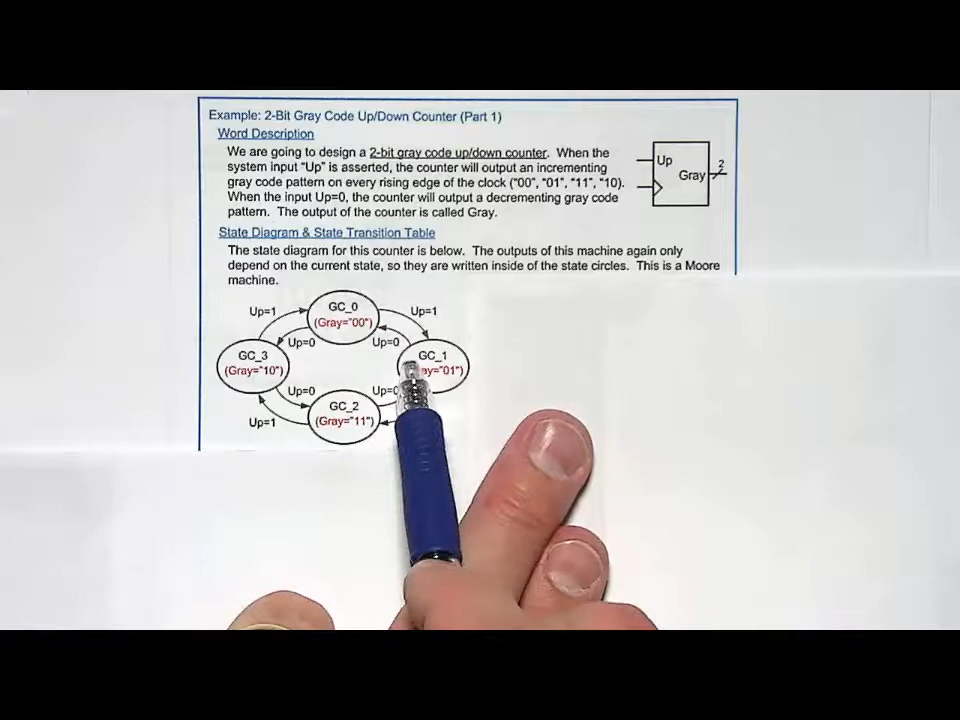 Example: 2-Bit Gray Code Up/Down Counter (Part 1)
Word Description
We are going to design a 2-bit gray code up/down counter. When the
system input "Up" is asserted, the counter will output an incrementing
gray code pattern on every rising edge of the clock ("00", "01", "11", "10).
When the input Up=0, the counter will output a decrementing gray code
pattern. The output of the counter is called Gray.
Up
Gray
2
State Diagram & State Transition Table
The state diagram for this counter is below. The outputs of this machine again only
depend on the current state, so they are written inside of the state circles. This is a Moore
machine.
GC_0
(Gray="00")
Up=1
Up=1
Up=0
Up=0
GC_3
(Gray="10")
GC_1
ay="01")
Up=0
Up=
GC_2
(Gray="11")
Up=1